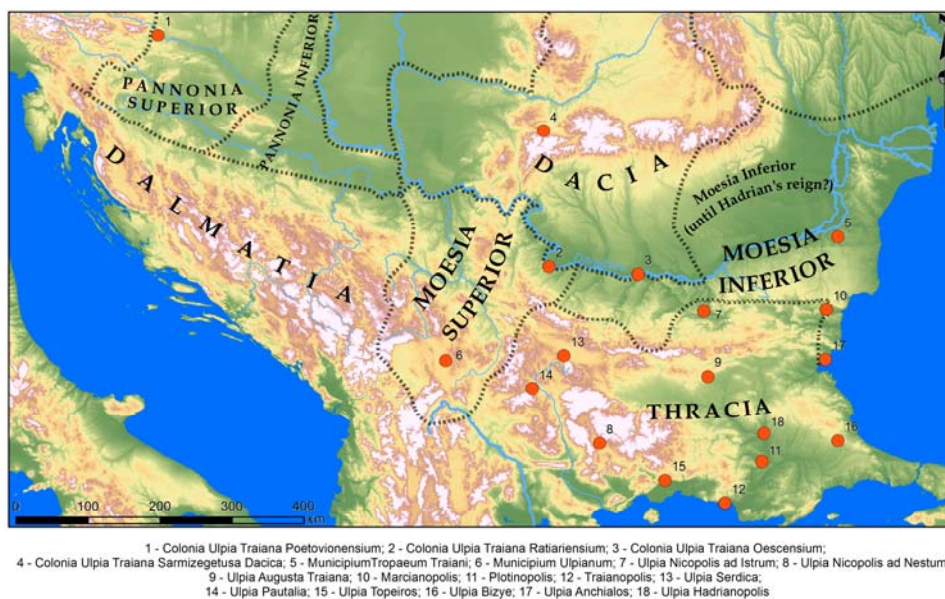 1
PANNONIA
SUPERIOR
PANNONIA INFERIOR
4
DACIA
Moesia Inferior
(until Hadrian's reign?)
DALMATIA
MOESIA
SUPERIOR
MOESIA
INFERIOR
5
2
3
7
10
6
13
17
14
9
THRACIA
18
16
8
11
15
12
0 100 200 300 400
km
1 - Colonia Ulpia Traiana Poetovionensium; 2 - Colonia Ulpia Traiana Ratiariensium; 3 - Colonia Ulpia Traiana Oescensium;
4 - Colonia Ulpia Traiana Sarmizegetusa Dacica; 5 - MunicipiumTropaeum Traiani; 6 - Municipium Ulpianum; 7 - Ulpia Nicopolis ad Istrum; 8 - Ulpia Nicopolis ad Nestum
9 - Ulpia Augusta Traiana; 10 - Marcianopolis; 11 - Plotinopolis; 12 - Traianopolis; 13 - Ulpia Serdica;
14 - Ulpia Pautalia; 15 - Ulpia Topeiros; 16 - Ulpia Bizye; 17 - Ulpia Anchialos; 18 - Ulpia Hadrianopolis